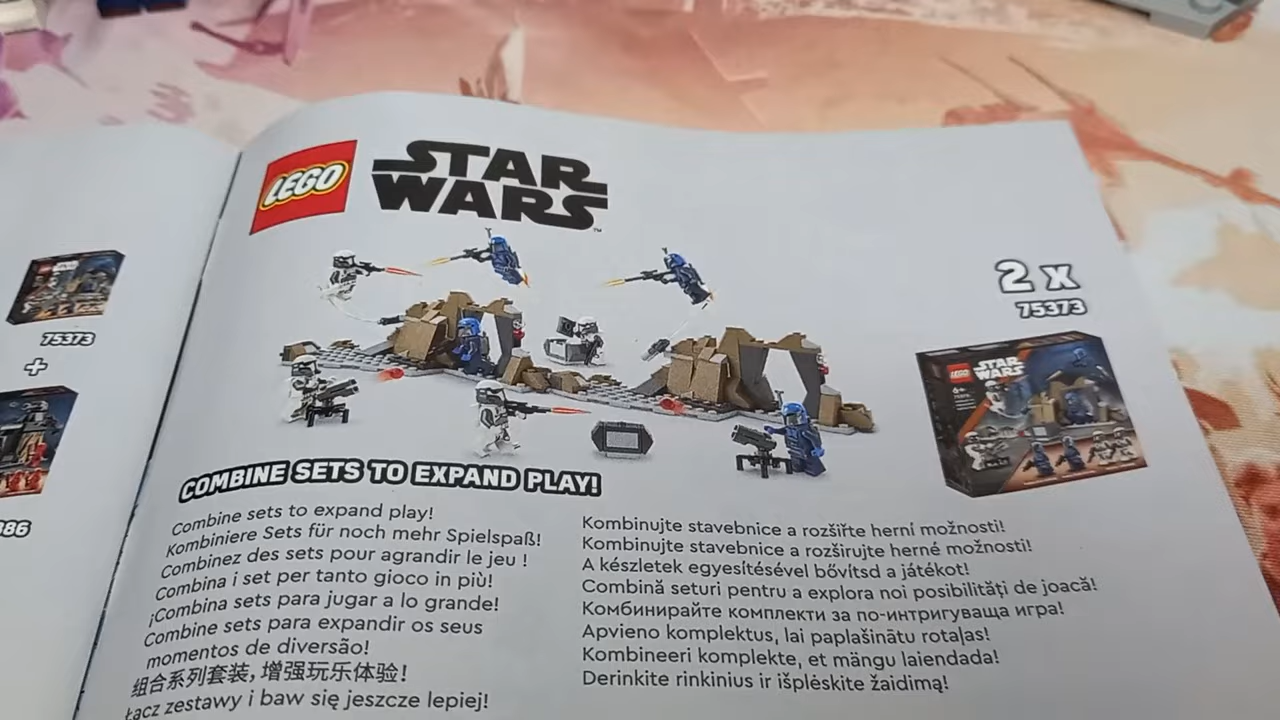 75373
+
86
LEGO
STAR
WARS
™
2 x
75373
LEGO
STAR
WARS
COMBINE SETS TO EXPAND PLAY!
Combine sets to expand play!
Kombiniere Sets für noch mehr Spielspaß!
Combinez des sets pour agrandir le jeu !
Combina i set per tanto gioco in più!
¡Combina sets para jugar a lo grande!
Combine sets para expandir os seus
momentos de diversão!
组合系列套装，增强玩乐体验！
Łącz zestawy i baw się jeszcze lepiej!
Kombinujte stavebnice a rozšiřte herní možnosti!
Kombinujte stavebnice a rozširujte herné možnosti!
A készletek egyesítésével bővítsd a játékot!
Combină seturi pentru a explora noi posibilități de joacă!
Комбинирайте комплекти за по-интригуваща игра!
Apvieno komplektus, lai paplašinātu rotaļas!
Kombineeri komplekte, et mängu laiendada!
Derinkite rinkinius ir išplėskite žaidimą!